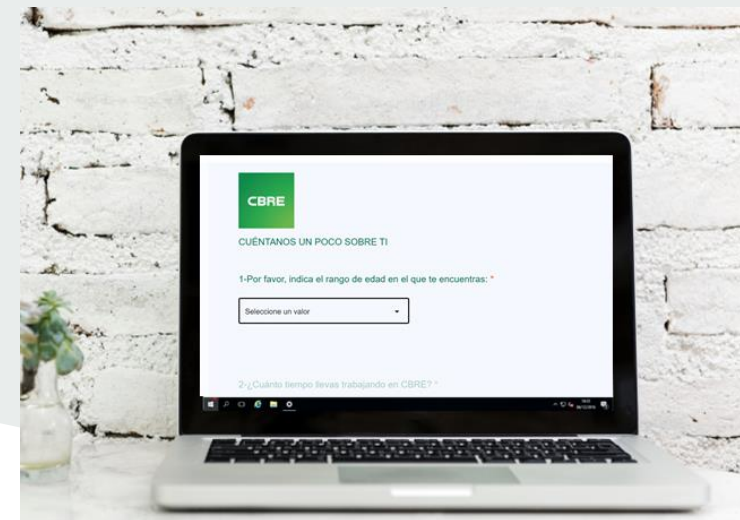 CBRE
CUÉNTANOS UN POCO SOBRE TI
1-Por favor, indica el rango de edad en el que te encuentras: *
Seleccione un valor
2-¿Cuánto tiempo llevas trabajando en CBRE? *